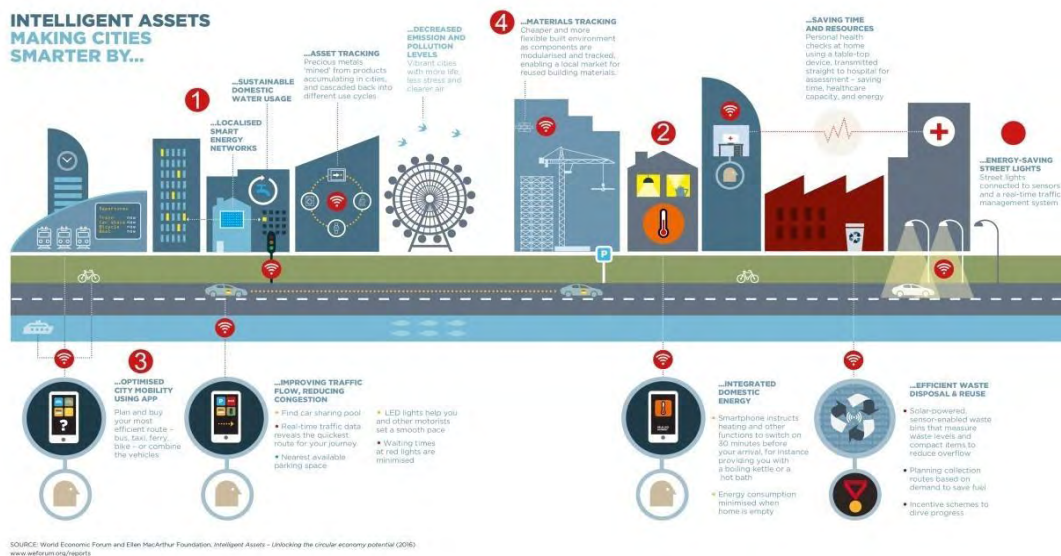 INTELLIGENT ASSETS
MAKING CITIES
SMARTER BY...
1
...LOCALISED
SMART
ENERGY
NETWORKS
...SUSTAINABLE
DOMESTIC
WATER USAGE
...ASSET TRACKING
Precious metals
'mined' from products
accumulating in cities,
and cascaded back into
different use cycles
...DECREASED
EMISSION AND
POLLUTION
LEVELS
Vibrant cities
with more life,
less stress and
clearer air
4
...MATERIALS TRACKING
Cheaper and more
flexible built environment
as components are
modularised and tracked,
enabling a local market for
reused building materials.
2
...SAVING TIME
AND RESOURCES
Personal health
checks at home
using a table-top
device, transmitted
straight to hospital for
assessment – saving
time, healthcare
capacity, and energy
...ENERGY-SAVING
STREET LIGHTS
Street lights
connected to sensors
and a real-time traffic
management system
P
3
...OPTIMISED
CITY MOBILITY
USING APP
Plan and buy
your most
efficient route –
bus, taxi, ferry,
bike – or combine
the vehicles
?
...IMPROVING TRAFFIC
FLOW, REDUCING
CONGESTION
• Find car sharing pool
• Real-time traffic data
reveals the quickest
route for your journey
• Nearest available
parking space
• LED lights help you
and other motorists
set a smooth pace
• Waiting times
at red lights are
minimised
...INTEGRATED
DOMESTIC
ENERGY
• Smartphone instructs
heating and other
functions to switch on
30 minutes before
your arrival, for instance
providing you with
a boiling kettle or a
hot bath
• Energy consumption
minimised when
home is empty
...EFFICIENT WASTE
DISPOSAL & REUSE
• Solar-powered,
sensor-enabled waste
bins that measure
waste levels and
compact items to
reduce overflow
• Planning collection
routes based on
demand to save fuel
• Incentive schemes to
dirve progress
SOURCE: World Economic Forum and Ellen MacArthur Foundation, Intelligent Assets – Unlocking the circular economy potential (2016)
www.weforum.org/reports